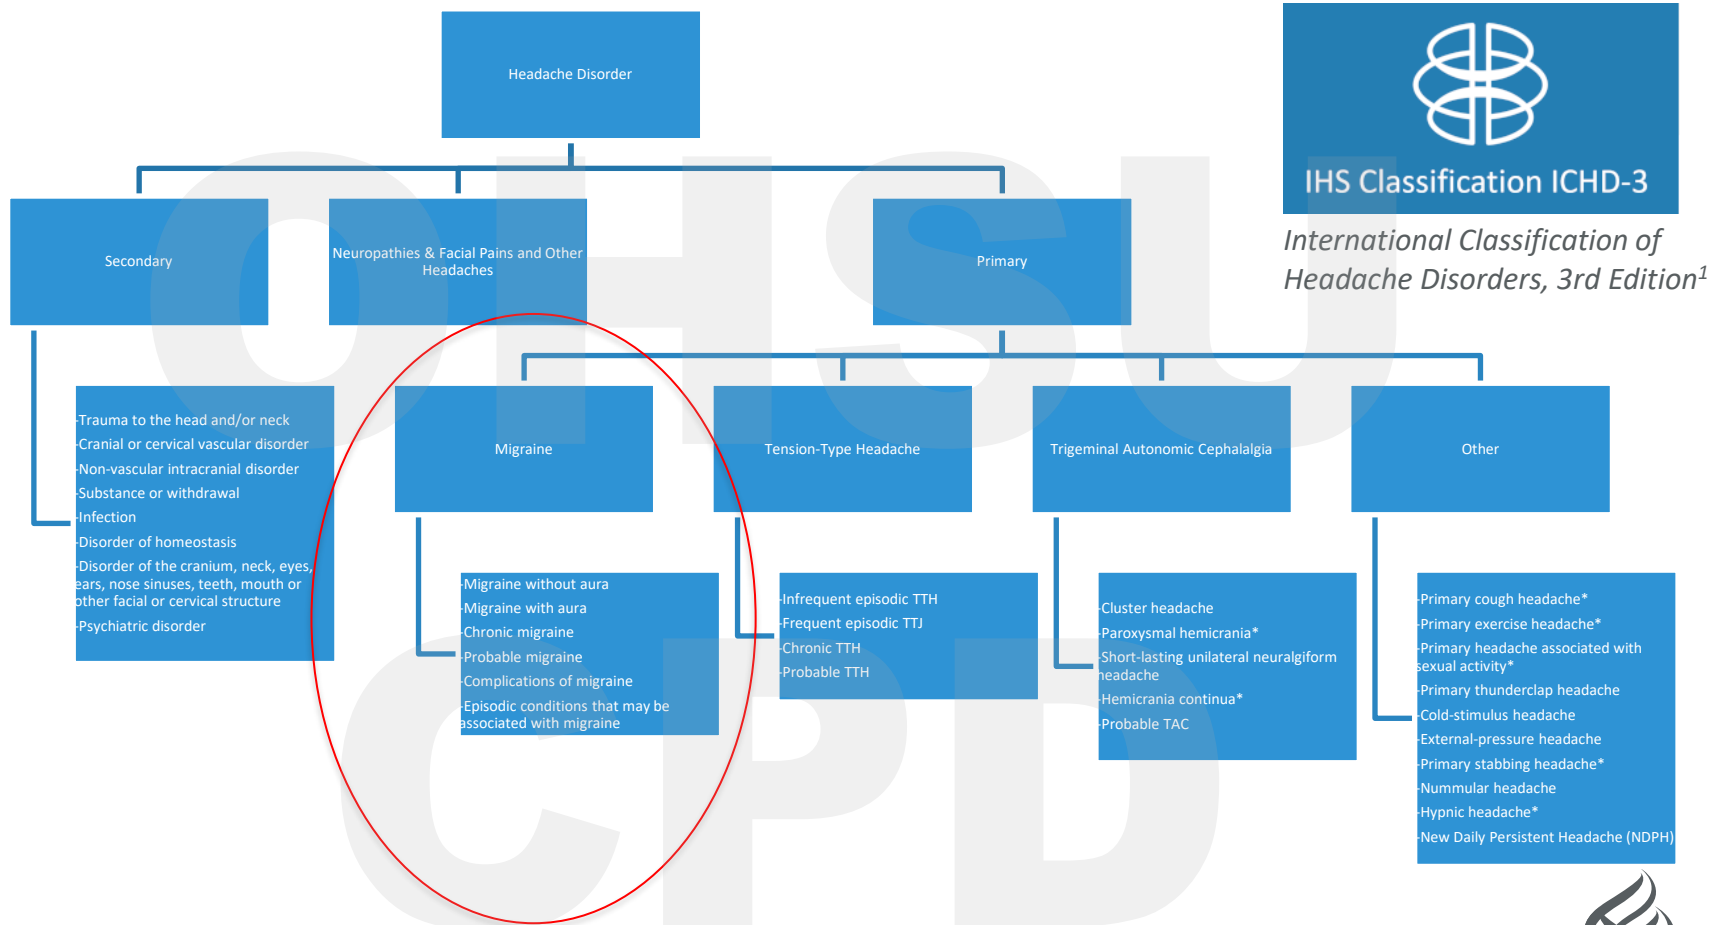 Headache Disorder
IHS Classification ICHD-3
International Classification of
Headache Disorders, 3rd Edition1
Secondary
Neuropathies & Facial Pains and Other
Headaches
Primary
-Trauma to the head and/or neck
-Cranial or cervical vascular disorder
-Non-vascular intracranial disorder
-Substance or withdrawal
-Infection
-Disorder of homeostasis
-Disorder of the cranium, neck, eyes,
ears, nose sinuses, teeth, mouth or
other facial or cervical structure
-Psychiatric disorder
Migraine
-Migraine without aura
-Migraine with aura
-Chronic migraine
-Probable migraine
-Complications of migraine
-Episodic conditions that may be
associated with migraine
Tension-Type Headache
-Infrequent episodic TTH
-Frequent episodic TTJ
-Chronic TTH
-Probable TTH
Trigeminal Autonomic Cephalalgia
-Cluster headache
-Paroxysmal hemicrania*
-Short-lasting unilateral neuralgiform
headache
-Hemicrania continua*
-Probable TAC
Other
-Primary cough headache*
-Primary exercise headache*
-Primary headache associated with
sexual activity*
-Primary thunderclap headache
-Cold-stimulus headache
-External-pressure headache
-Primary stabbing headache*
-Nummular headache
-Hypnic headache*
-New Daily Persistent Headache (NDPH)
OHSU
CPD